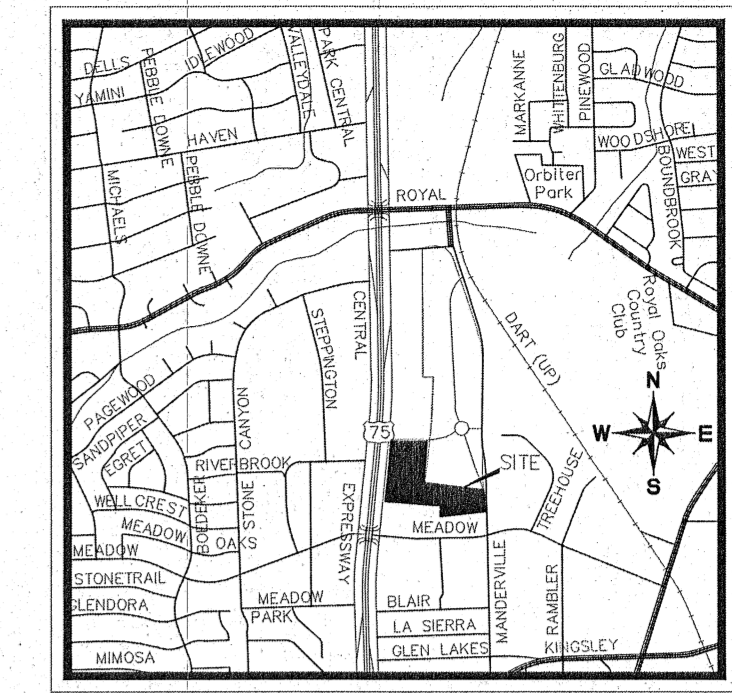 DELLS
IDLEWOOD
VALLEYDALE
PARK CENTRAL
YAMINI
PEBBLE DOWNE
HAVEN
PEBBLE DOWNE
MICHAELS
MARKANNE
WHITTENBURG
PINEWOOD
GLADWOOD
WOODSHORE
WEST
GRAY
BOUNDBROOK
Orbiter
Park
ROYAL
Royal Oaks
Country
Club
DART (UP)
CENTRAL
STEPPINGTON
PAGEWOOD
SANDPIPER
EGRET
STONE CANYON
RIVERBROOK
75
SITE
N
W E
S
WELLCREST
MEADOW
OAKS
BOEDEKER
EXPRESSWAY
MEADOW
TREEHOUSE
MEADOW
STONETRAIL
GLENDORA
MEADOW
PARK
BLAIR
LA SIERRA
GLEN LAKES
MANDERVILLE
RAMBLER
KINGSLEY
MIMOSA